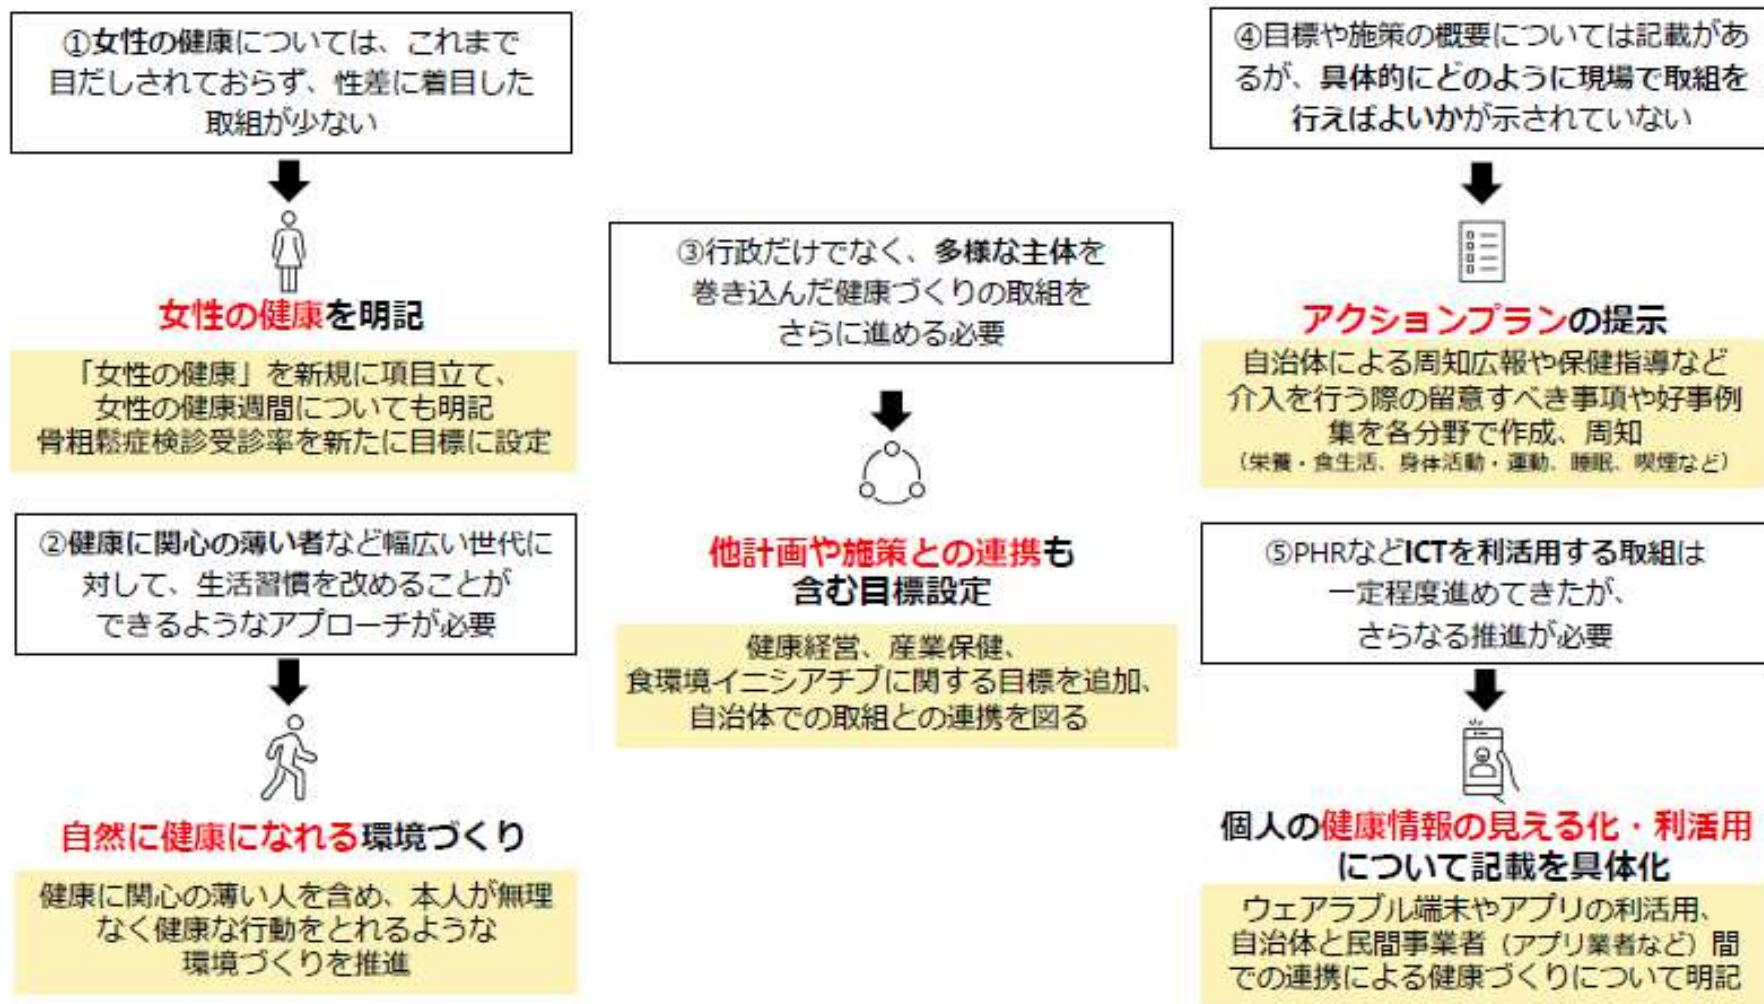 ①女性の健康については、これまで
目だしされておらず、性差に着目した
取組が少ない
女性の健康を明記
「女性の健康」を新規に項目立て、
女性の健康週間についても明記
骨粗鬆症検診受診率を新たに目標に設定
②健康に関心の薄い者など幅広い世代に
対して、生活習慣を改めることが
できるようなアプローチが必要
自然に健康になれる環境づくり
健康に関心の薄い人を含め、本人が無理
なく健康な行動をとれるような
環境づくりを推進
③行政だけでなく、多様な主体を
巻き込んだ健康づくりの取組を
さらに進める必要
他計画や施策との連携も
含む目標設定
健康経営、産業保健、
食環境イニシアチブに関する目標を追加、
自治体での取組との連携を図る
④目標や施策の概要については記載があ
るが、具体的にどのように現場で取組を
行えばよいかが示されていない
アクションプランの提示
自治体による周知広報や保健指導など
介入を行う際の留意すべき事項や好事例
集を各分野で作成、周知
（栄養・食生活、身体活動・運動、睡眠、喫煙など）
⑤PHRなどICTを利活用する取組は
一定程度進めてきたが、
さらなる推進が必要
個人の健康情報の見える化・利活用
について記載を具体化
ウェアラブル端末やアプリの利活用、
自治体と民間事業者（アプリ業者など）間
での連携による健康づくりについて明記